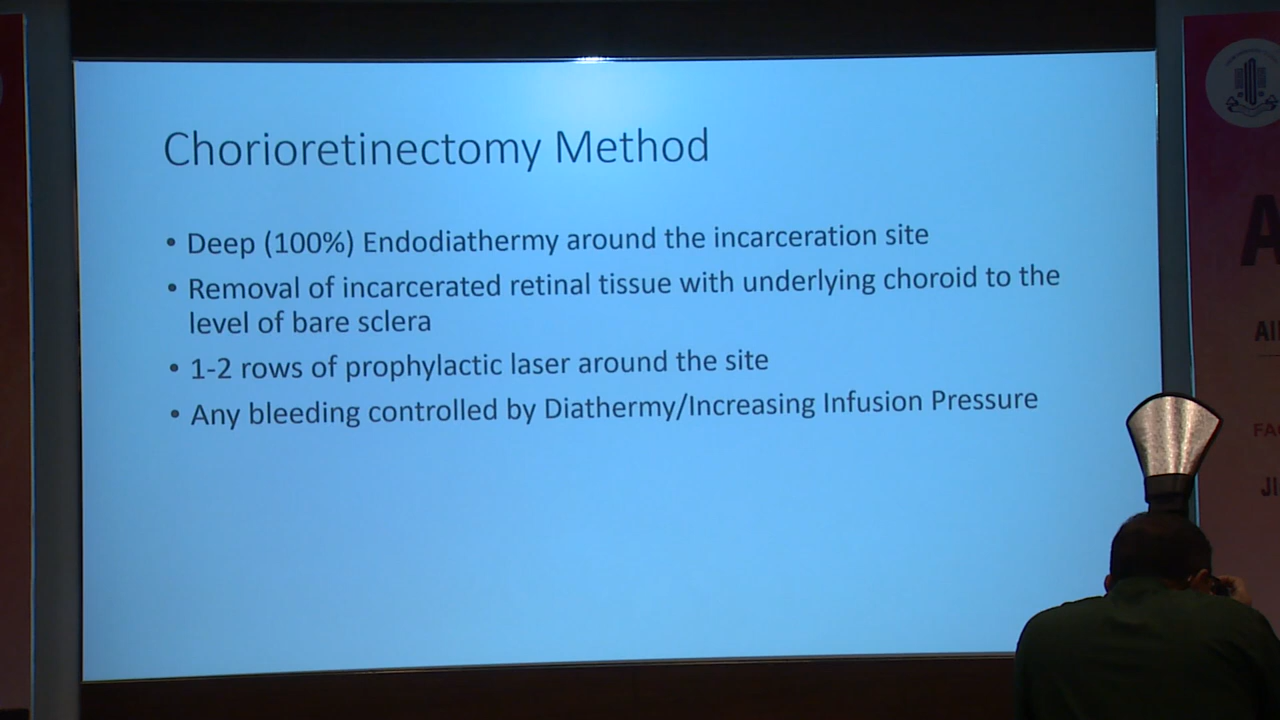 Chorioretinectomy Method
• Deep (100%) Endodiathermy around the incarceration site
• Removal of incarcerated retinal tissue with underlying choroid to the
level of bare sclera
• 1-2 rows of prophylactic laser around the site
• Any bleeding controlled by Diathermy/Increasing Infusion Pressure